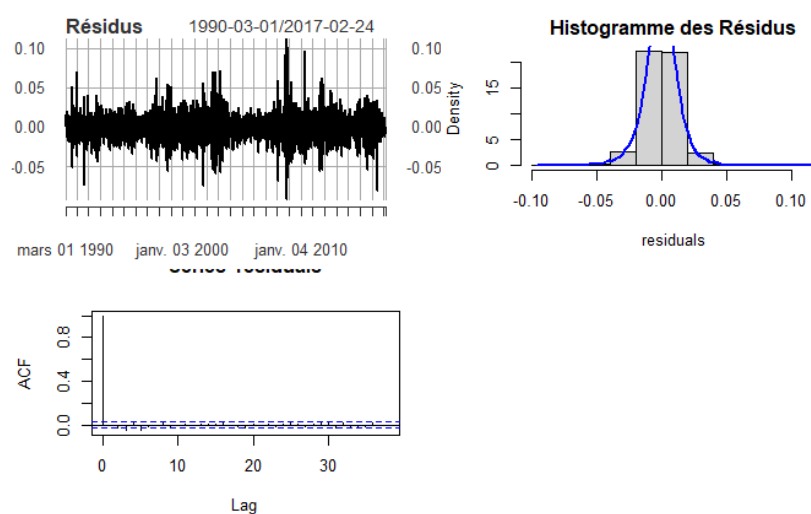 Résidus 1990-03-01/2017-02-24
0.10 0.10
0.05 0.05
0.00 0.00
-0.05 -0.05
mars 01 1990 janv. 03 2000 janv. 04 2010
Histogramme des Résidus
Density
15
5
0
-0.10 -0.05 0.00 0.05 0.10
residuals
Series residuals
ACF
0.8
0.4
0.0
0 10 20 30
Lag